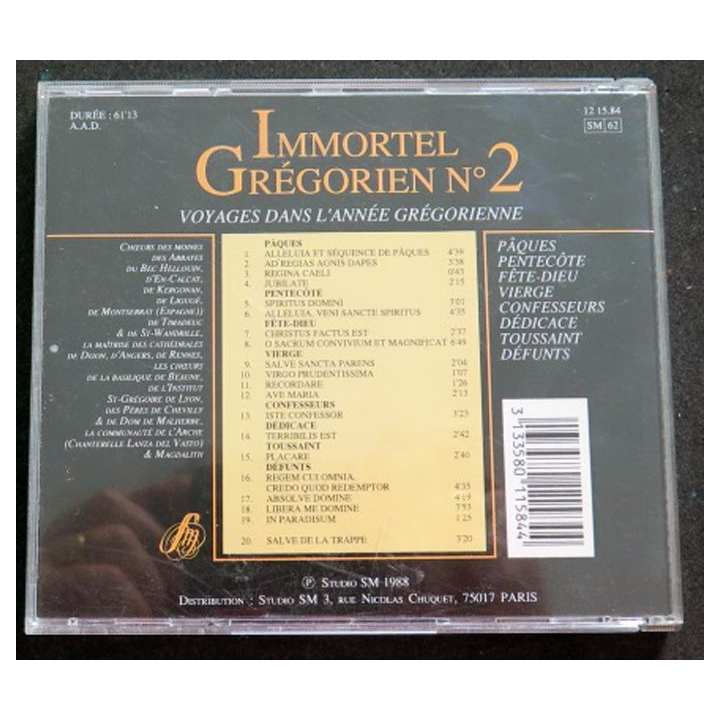 DURÉE : 61'13
A.A.D.
12 15.84
SM 62
IMMORTEL
GRÉGORIEN N° 2
VOYAGES DANS L'ANNÉE GRÉGORIENNE
CHŒURS DES MOINES
DES ABBAYES
DU BEC HELLOUIN,
D'EN-CALCAT,
DE KERGONAN,
DE LIGUGÉ,
DE MONTSERRAT (ESPAGNE))
DE TIMADEUC
& DE ST-WANDRILLE,
LA MAÎTRISE DES CATHÉDRALES
DE DIJON, D'ANGERS, DE RENNES,
LES CHŒURS
DE LA BASILIQUE DE BEAUNE,
DE L'INSTITUT
ST-GRÉGOIRE DE LYON,
DES PÈRES DE CHEVILLY
& DE DOM DE MALHERBE,
LA COMMUNAUTÉ DE L'ARCHE
(CHANTERELLE LANZA DEL VASTO)
& MAGDALITH
PÂQUES
1. ALLELUIA ET SÉQUENCE DE PÂQUES 4'39
2. AD REGIAS AGNIS DAPES 3'38
3. REGINA CAELI 0'43
4. JUBILATE 2'15
PENTECÔTE
5. SPIRITUS DOMINI 3'01
6. ALLELUIA, VENI SANCTE SPIRITUS 4'35
FÊTE-DIEU
7. CHRISTUS FACTUS EST 2'37
8. O SACRUM CONVIVIUM ET MAGNIFICAT 6'49
VIERGE
9. SALVE SANCTA PARENS 2'04
10. VIRGO PRUDENTISSIMA 1'07
11. RECORDARE 1'26
12. AVE MARIA 2'13
CONFESSEURS
13. ISTE CONFESSOR 3'23
DÉDICACE
14. TERRIBILIS EST 2'42
TOUSSAINT
15. PLACARE 2'40
DÉFUNTS
16. REGEM CUI OMNIA,
CREDO QUOD REDEMPTOR 4'35
17. ABSOLVE DOMINE 4'19
18. LIBERA ME DOMINE 3'53
19. IN PARADISUM 1'25
20. SALVE DE LA TRAPPE 3'20
PÂQUES
PENTECÔTE
FÊTE-DIEU
VIERGE
CONFESSEURS
DÉDICACE
TOUSSAINT
DÉFUNTS
3 133580 115844
sm
Ⓟ STUDIO SM 1988
DISTRIBUTION : STUDIO SM 3, RUE NICOLAS CHUQUET, 75017 PARIS